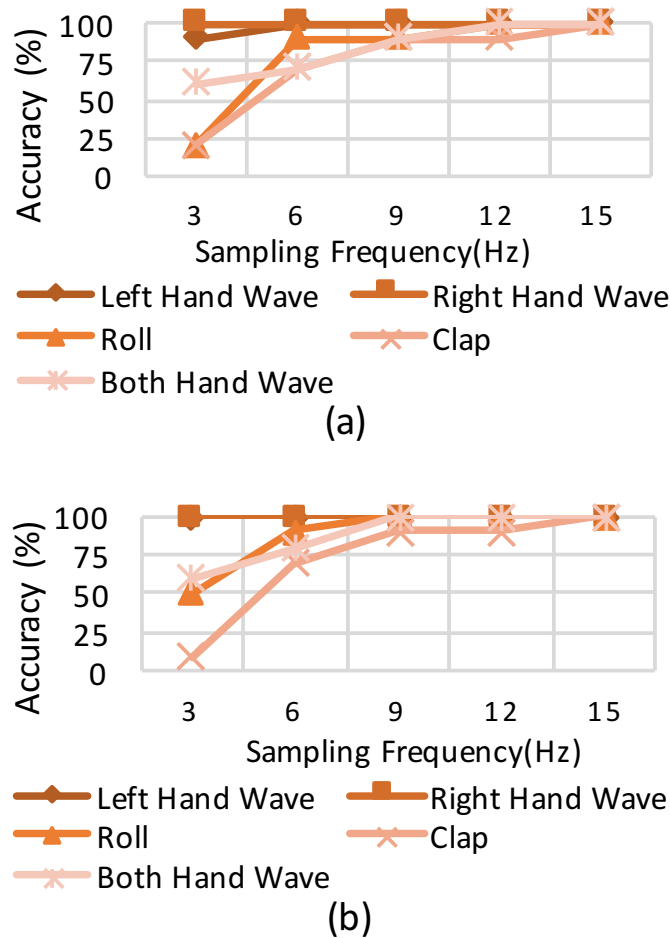 Accuracy (%)
100
75
50
25
0
3 6 9 12 15
Sampling Frequency(Hz)
Left Hand Wave Right Hand Wave
Roll Clap
Both Hand Wave
(a)
Accuracy (%)
100
75
50
25
0
3 6 9 12 15
Sampling Frequency(Hz)
Left Hand Wave Right Hand Wave
Roll Clap
Both Hand Wave
(b)